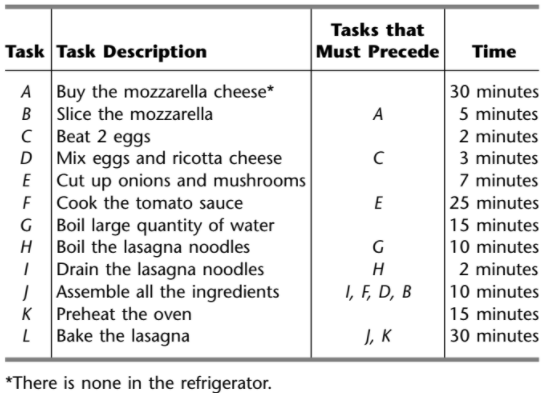 Task Task Description Tasks that Must Precede Time
A Buy the mozzarella cheese* 30 minutes
B Slice the mozzarella A 5 minutes
C Beat 2 eggs 2 minutes
D Mix eggs and ricotta cheese C 3 minutes
E Cut up onions and mushrooms 7 minutes
F Cook the tomato sauce E 25 minutes
G Boil large quantity of water 15 minutes
H Boil the lasagna noodles G 10 minutes
I Drain the lasagna noodles H 2 minutes
J Assemble all the ingredients I, F, D, B 10 minutes
K Preheat the oven 15 minutes
L Bake the lasagna J, K 30 minutes
*There is none in the refrigerator.